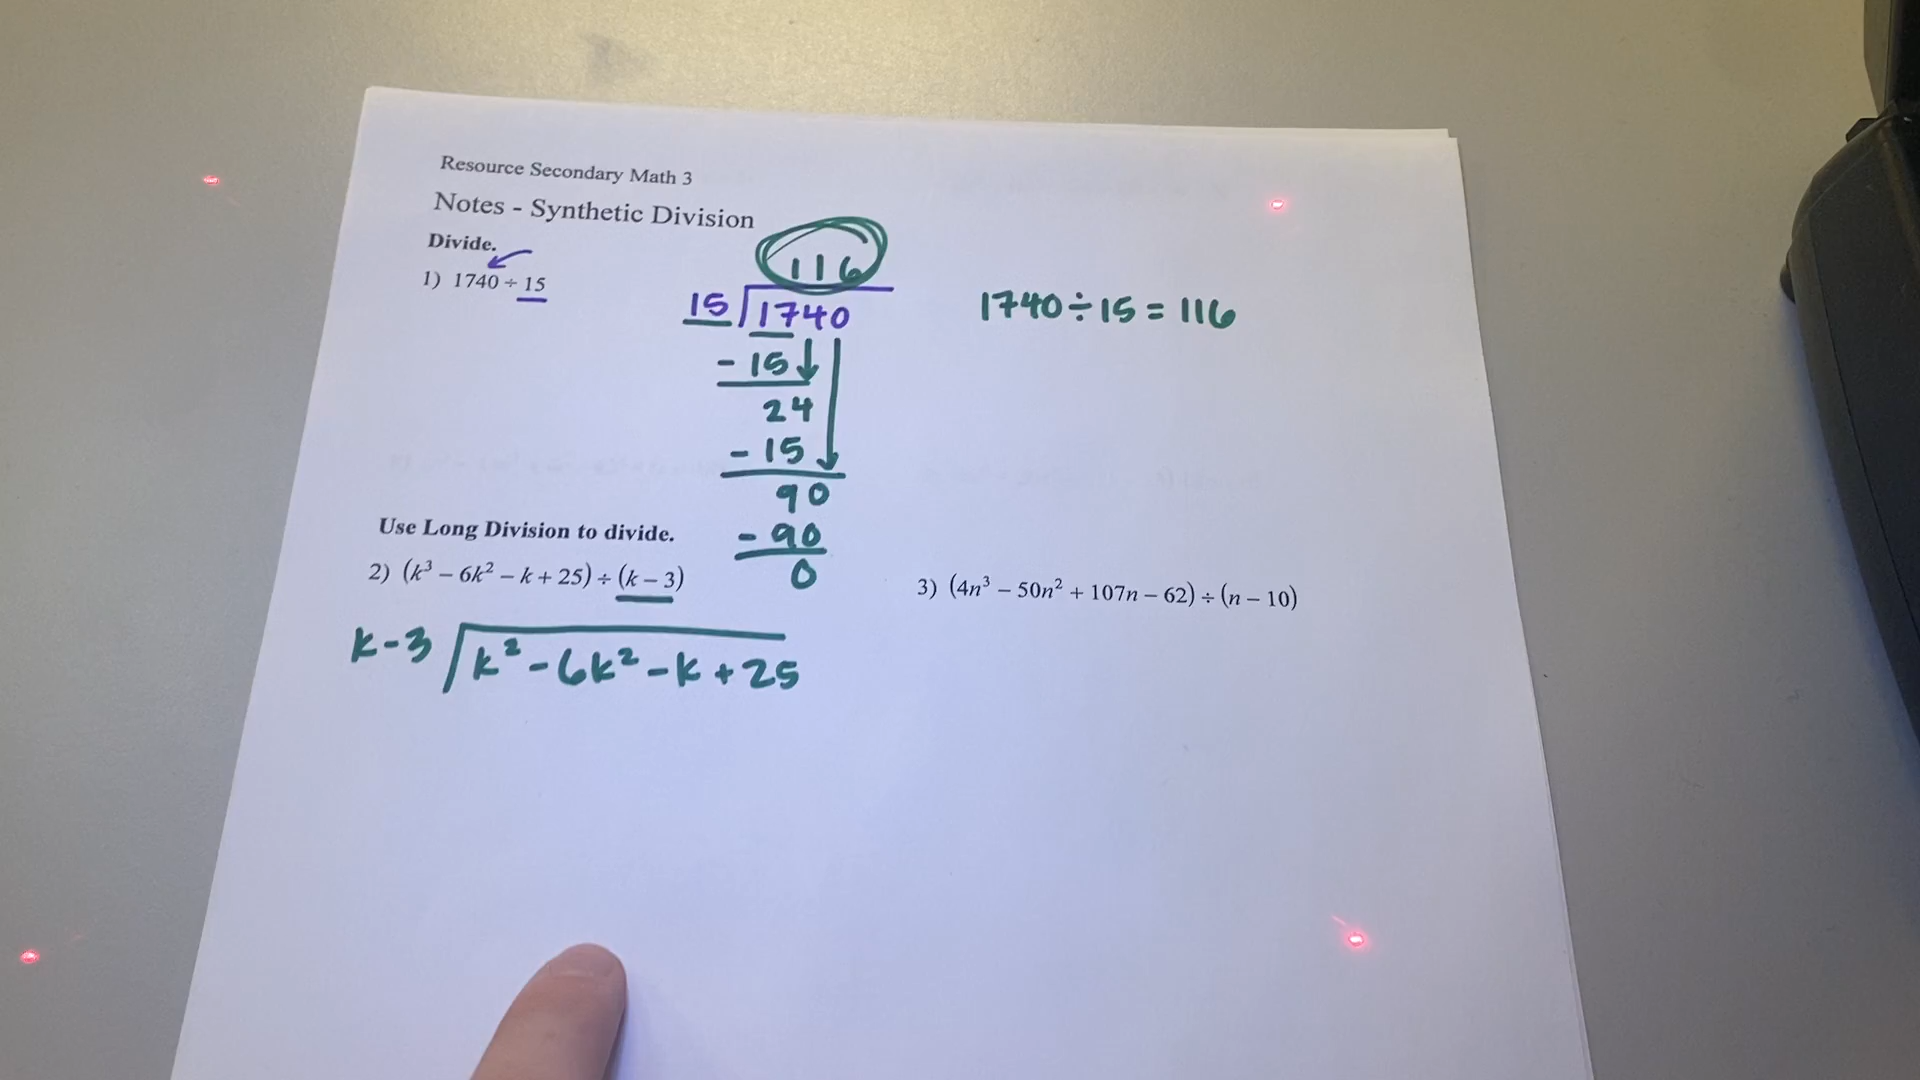 Resource Secondary Math 3
Notes - Synthetic Division
Divide.
1) 1740 ÷ 15
116
15 1740
- 15
24
- 15
90
- 90
0
1740 ÷ 15 = 116
Use Long Division to divide.
2) (k³ – 6k² – k + 25) ÷ (k – 3)
k - 3 k² - 6k² - k + 25
3) (4n³ – 50n² + 107n – 62) ÷ (n – 10)